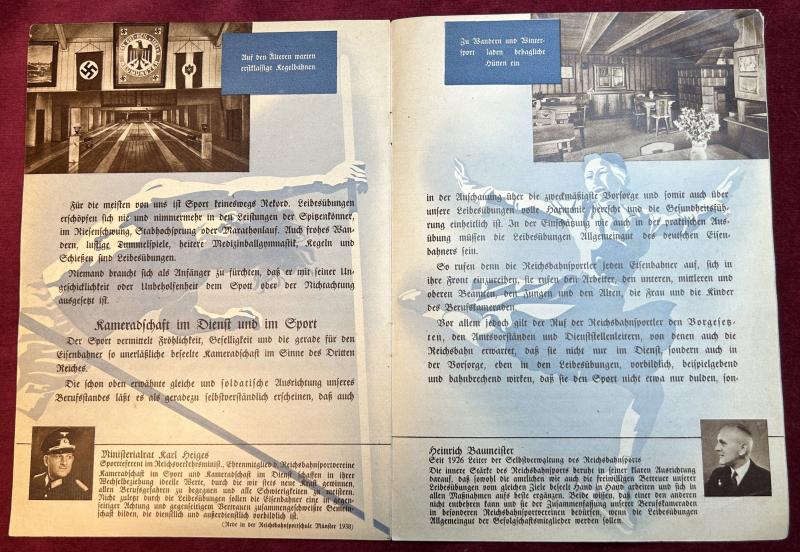 Auf den Älteren warten
erstklassige Kegelbahnen
Für die meisten von uns ist Sport keineswegs Rekord. Leibesübungen
erschöpfen sich nie und nimmermehr in den Leistungen der Spitzenkönner,
im Riesenschwung, Stabhochsprung oder Marathonlauf. Auch frohes Wan-
dern, lustige Tummelspiele, heitere Medizinballgymnastik, Kegeln und
Schießen sind Leibesübungen.
Niemand braucht sich als Anfänger zu fürchten, daß er mit seiner Un-
geschicklichkeit oder Unbeholfenheit dem Spott oder der Nichtachtung
ausgesetzt ist.
Kameradschaft im Dienst und im Sport
Der Sport vermittelt Fröhlichkeit, Geselligkeit und die gerade für den
Eisenbahner so unerläßliche beseelte Kameradschaft im Sinne des Dritten
Reiches.
Die schon oben erwähnte gleiche und soldatische Ausrichtung unseres
Berufsstandes läßt es als geradezu selbstverständlich erscheinen, daß auch
Ministerialrat Karl Heiges
Sportreferent im Reichsverkehrsminist., Ehrenmitglied d. Reichsbahnsportvereine
Kameradschaft im Sport und Kameradschaft im Dienst schaffen in ihrer
Wechselbeziehung ideelle Werte, durch die wir stets neue Kraft gewinnen,
allen Berufsgefahren zu begegnen und alle Schwierigkeiten zu meistern.
Nicht zuletzt durch die Leibesübungen sollen die Eisenbahner eine in gegen-
seitiger Achtung und gegenseitigem Vertrauen zusammengeschweißte Gemein-
schaft bilden, die dienstlich und außerdienstlich vorbildlich ist.
(Rede in der Reichsbahnsportschule Münster 1938)
Zu Wandern und Winter-
sport laden behagliche
Hütten ein
in der Anschauung über die zweckmäßigste Vorsorge und somit auch über
unsere Leibesübungen volle Harmonie herrscht und die Gesundheitsfüh-
rung einheitlich ist. In der Einschätzung wie auch in der praktischen Aus-
übung müssen die Leibesübungen Allgemeingut des deutschen Eisen-
bahners sein.
So rufen denn die Reichsbahnsportler jeden Eisenbahner auf, sich in
ihre Front einzureihen, sie rufen den Arbeiter, den unteren, mittleren und
oberen Beamten, den Jungen und den Alten, die Frau und die Kinder
des Berufskameraden.
Vor allem jedoch gilt der Ruf der Reichsbahnsportler den Vorgesetz-
ten, den Amtsvorständen und Dienststellenleitern, von denen auch die
Reichsbahn erwartet, daß sie nicht nur im Dienst, sondern auch in
der Vorsorge, eben in den Leibesübungen, vorbildlich, beispielgebend
und bahnbrechend wirken, daß sie den Sport nicht etwa nur dulden, son-
Heinrich Baumeister
Seit 1926 Leiter der Selbstverwaltung des Reichsbahnsports
Die innere Stärke des Reichsbahnsports beruht in seiner klaren Ausrichtung
darauf, daß sowohl die amtlichen wie auch die freiwilligen Betreuer unserer
Leibesübungen vom gleichen Ziele beseelt Hand in Hand arbeiten und sich in
allen Maßnahmen aufs beste ergänzen. Beide wissen, daß einer den anderen
nicht entbehren kann und sie der Zusammenfassung unserer Berufskameraden
in besonderen Reichsbahnsportvereinen bedürfen, wenn die Leibesübungen
Allgemeingut der Gefolgschaftsmitglieder werden sollen.